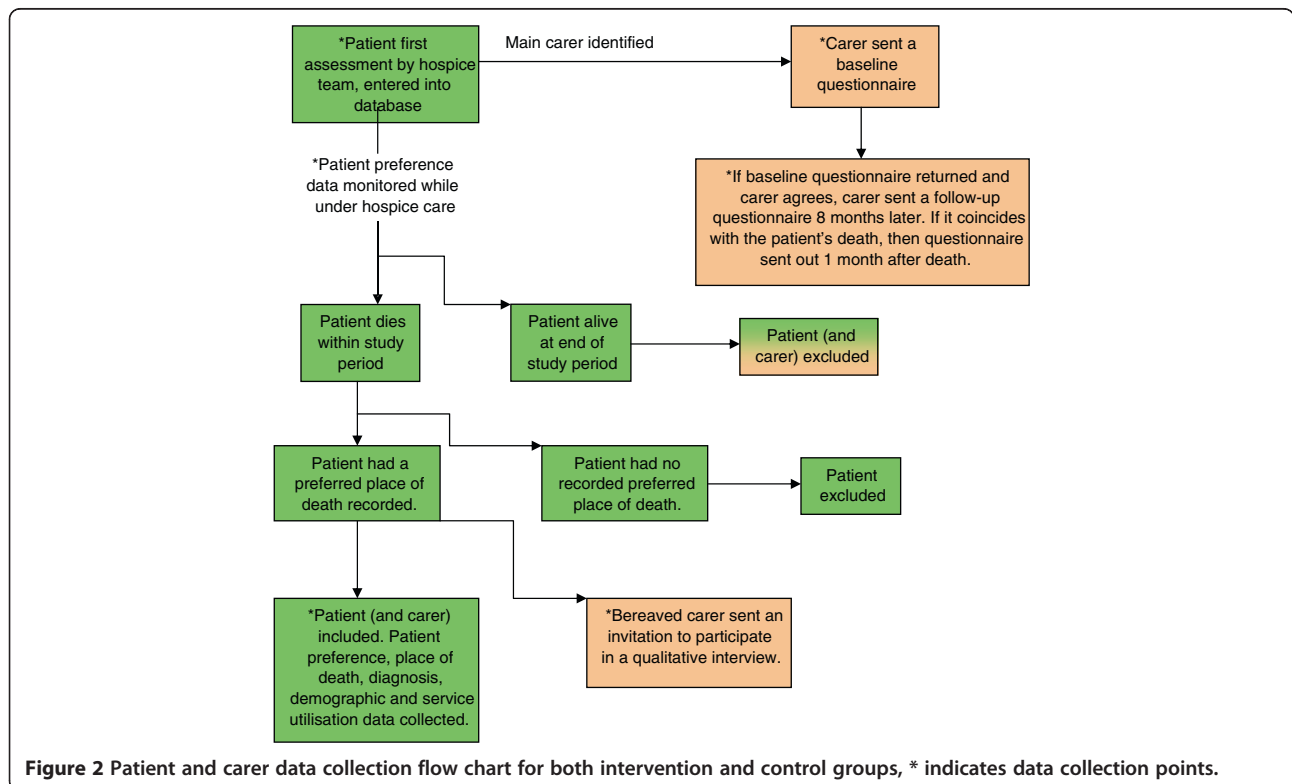 *Patient first
assessment by hospice
team, entered into
database
Main carer identified
*Carer sent a
baseline
questionnaire
*Patient preference
data monitored while
under hospice care
*If baseline questionnaire returned and
carer agrees, carer sent a follow-up
questionnaire 8 months later. If it coincides
with the patient’s death, then questionnaire
sent out 1 month after death.
Patient dies
within study
period
Patient alive
at end of
study period
Patient (and
carer) excluded
Patient had a
preferred place of
death recorded.
Patient had no
recorded preferred
place of death.
Patient
excluded
*Patient (and carer)
included. Patient
preference, place of
death, diagnosis,
demographic and service
utilisation data collected.
*Bereaved carer sent an
invitation to participate
in a qualitative interview.
Figure 2 Patient and carer data collection flow chart for both intervention and control groups, * indicates data collection points.